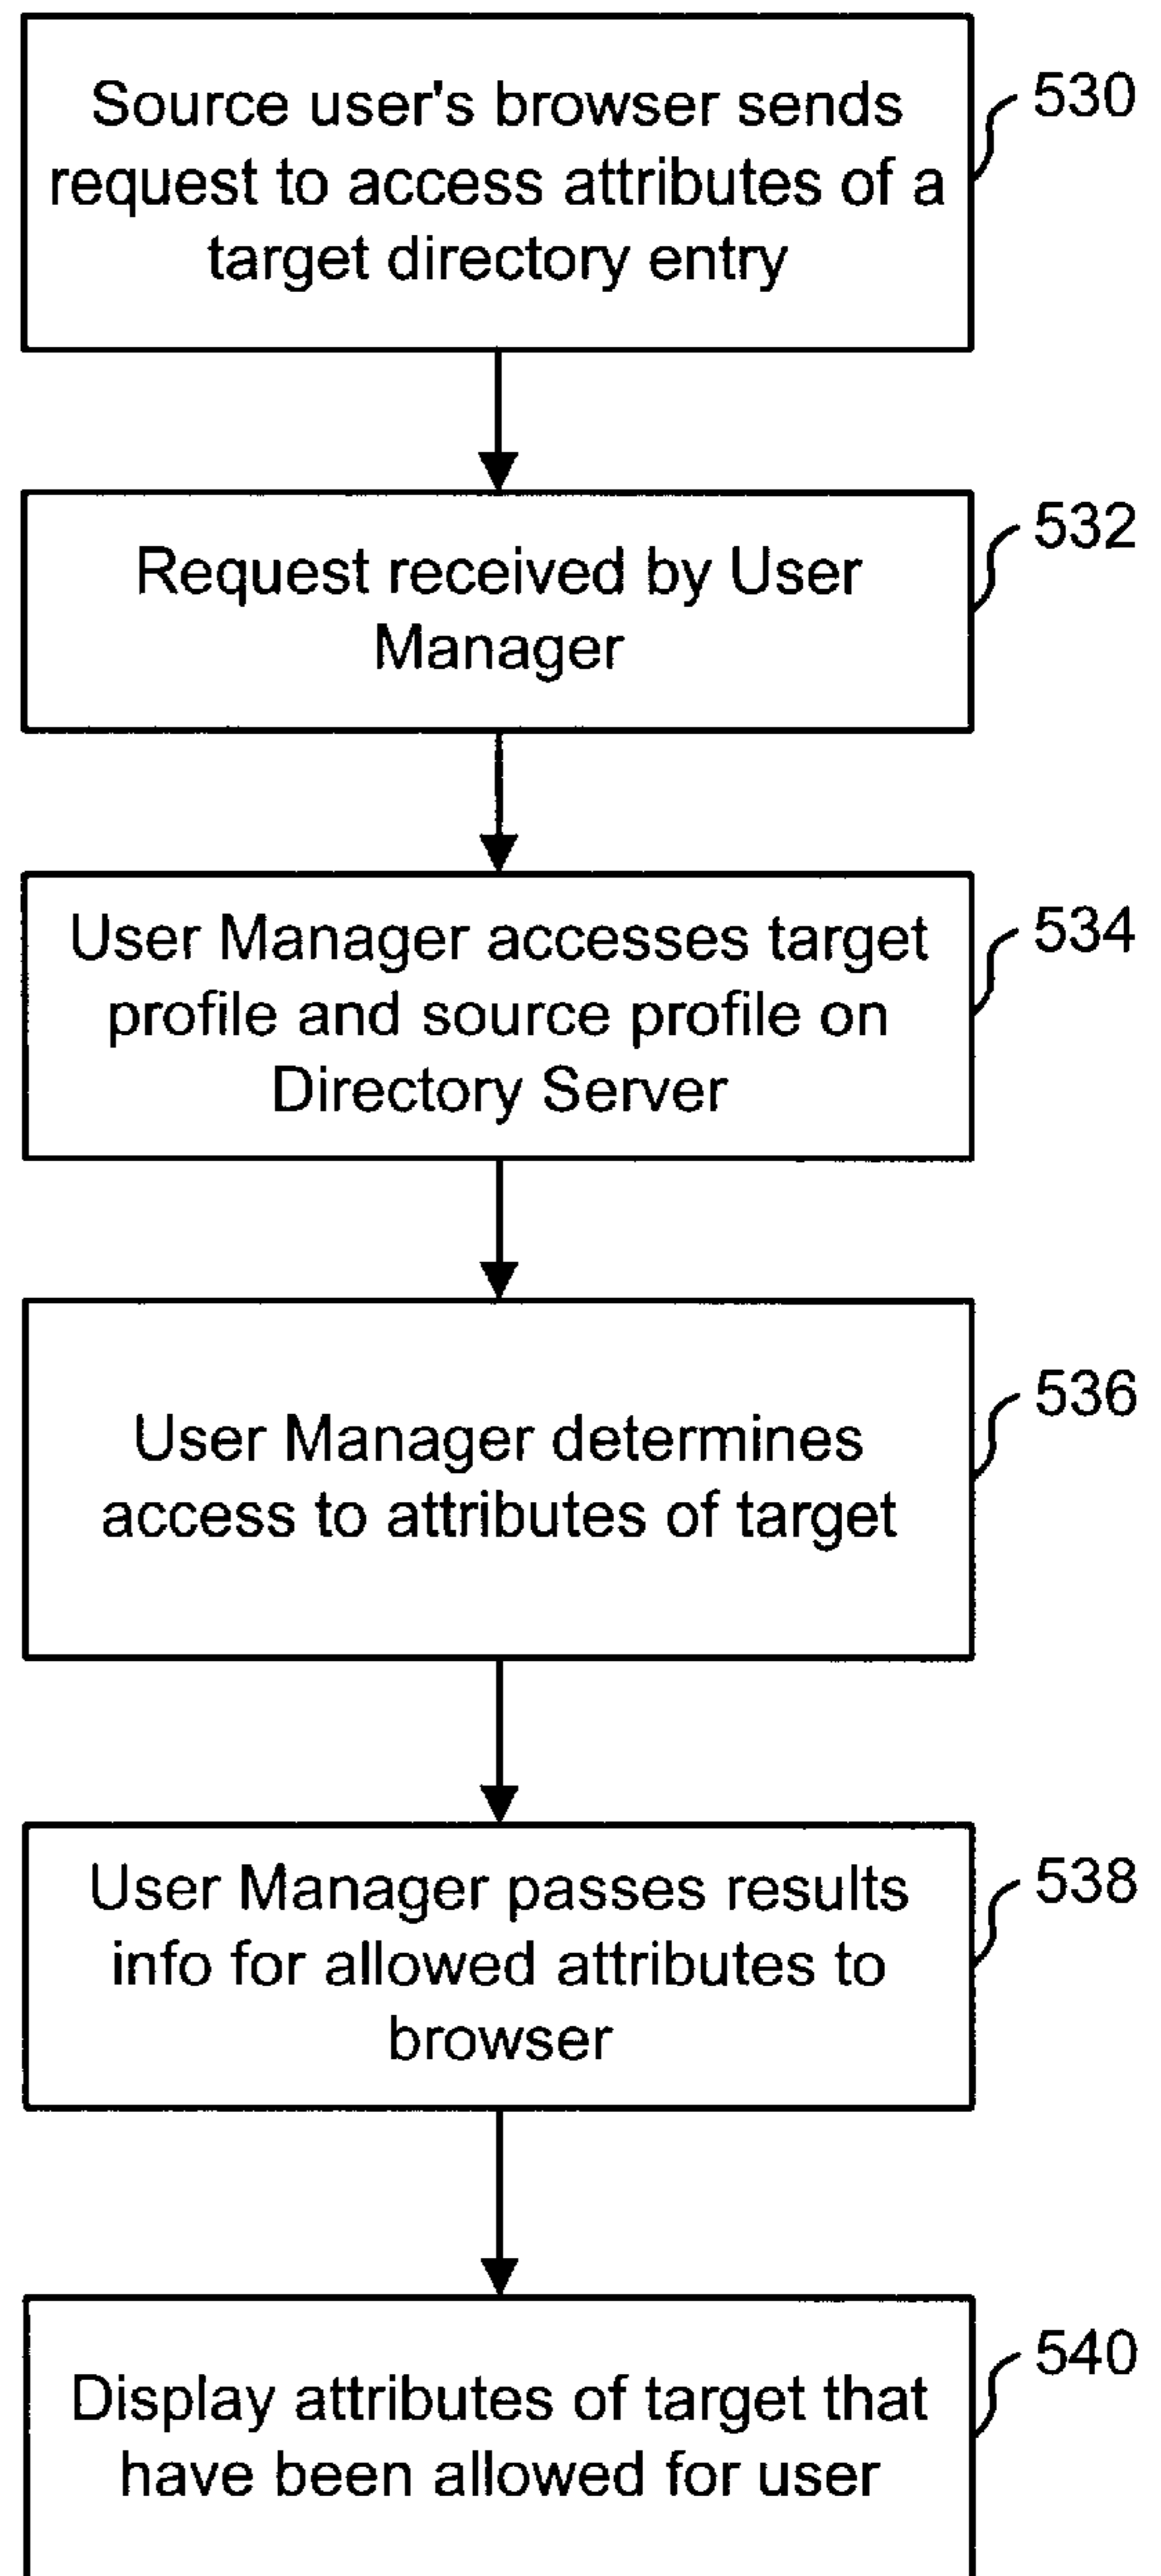 Source user's browser sends
request to access attributes of a
target directory entry
530
Request received by User
Manager
532
User Manager accesses target
profile and source profile on
Directory Server
534
User Manager determines
access to attributes of target
536
User Manager passes results
info for allowed attributes to
browser
538
Display attributes of target that
have been allowed for user
540